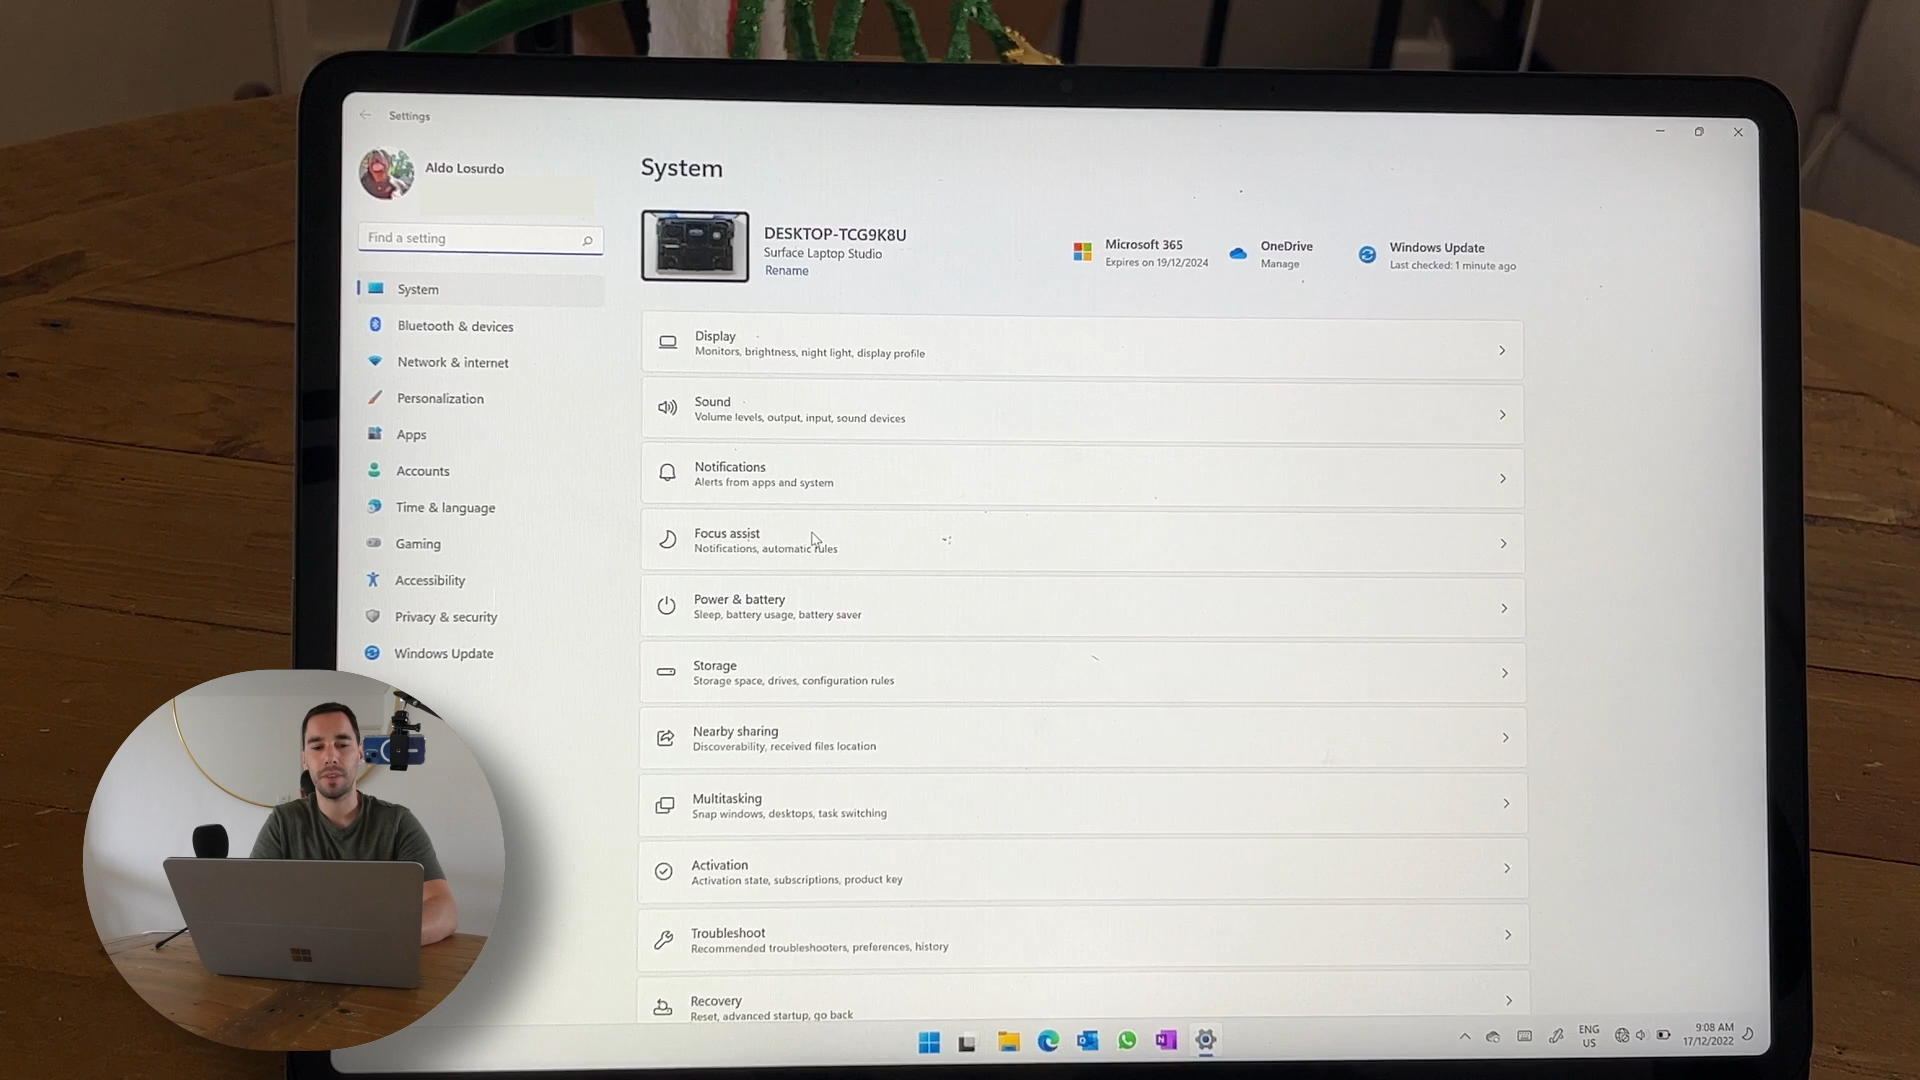 Settings
Aldo Losurdo
Find a setting
System
Bluetooth & devices
Network & internet
Personalization
Apps
Accounts
Time & language
Gaming
Accessibility
Privacy & security
Windows Update
System
DESKTOP-TCG9K8U
Surface Laptop Studio
Rename
Microsoft 365
Expires on 19/12/2024
OneDrive
Manage
Windows Update
Last checked: 1 minute ago
Display
Monitors, brightness, night light, display profile
Sound
Volume levels, output, input, sound devices
Notifications
Alerts from apps and system
Focus assist
Notifications, automatic rules
Power & battery
Sleep, battery usage, battery saver
Storage
Storage space, drives, configuration rules
Nearby sharing
Discoverability, received files location
Multitasking
Snap windows, desktops, task switching
Activation
Activation state, subscriptions, product key
Troubleshoot
Recommended troubleshooters, preferences, history
Recovery
Reset, advanced startup, go back
ENG
US
9:08 AM
17/12/2022